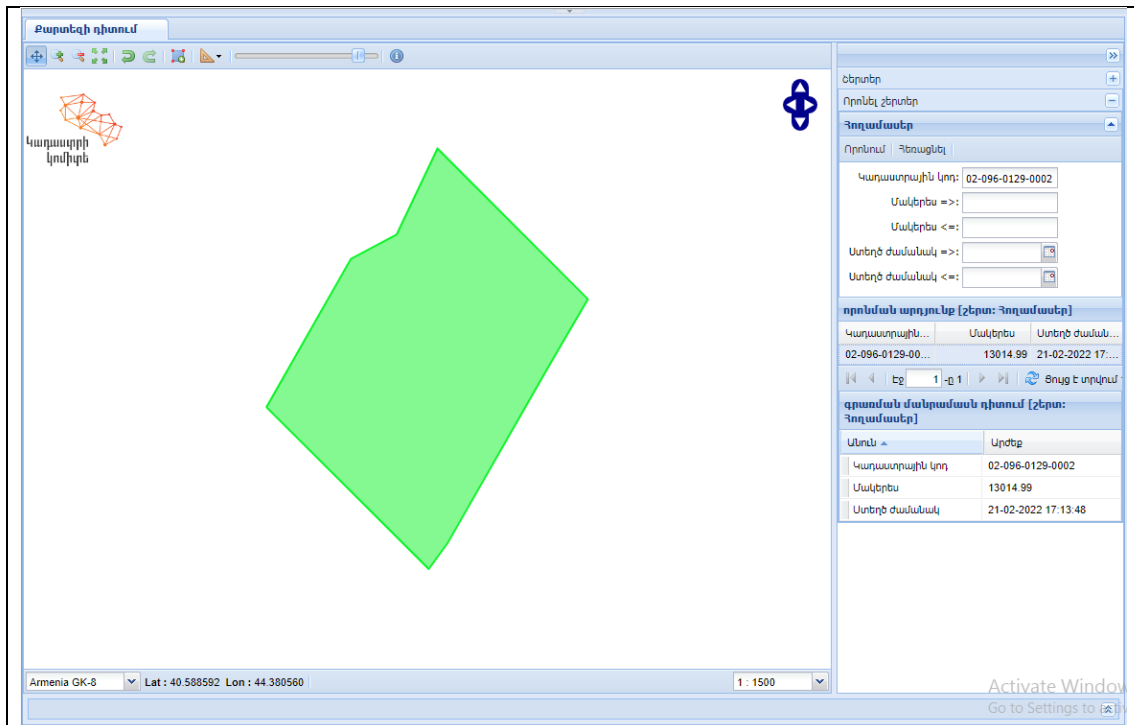 Քարտեզի դիտում
Կադաստրի
կոմիտե
Շերտեր
Որոնել շերտեր
Հողամասեր
Որոնում Հեռացնել
Կադաստրային կոդ: 02-096-0129-0002
Մակերես =>:
Մակերես <=:
Ստեղծ ժամանակ =>:
Ստեղծ ժամանակ <=:
որոնման արդյունք [շերտ: Հողամասեր]
Կադաստրային... Մակերես Ստեղծ ժաման...
02-096-0129-00... 13014.99 21-02-2022 17:...
Էջ 1 -ը 1 Ցույց է տրվում
գրառման մանրամասն դիտում [շերտ:
Հողամասեր]
Անուն Արժեք
Կադաստրային կոդ 02-096-0129-0002
Մակերես 13014.99
Ստեղծ ժամանակ 21-02-2022 17:13:48
Armenia GK-8 Lat : 40.588592 Lon : 44.380560 1 : 1500
Activate Window
Go to Settings to